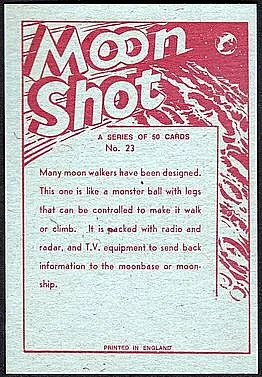 Moon
Shot
A SERIES OF 50 CARDS
No. 23
Many moon walkers have been designed.
This one is like a monster ball with legs
that can be controlled to make it walk
or climb. It is packed with radio and
radar, and T.V. equipment to send back
information to the moonbase or moon-
ship.
PRINTED IN ENGLAND